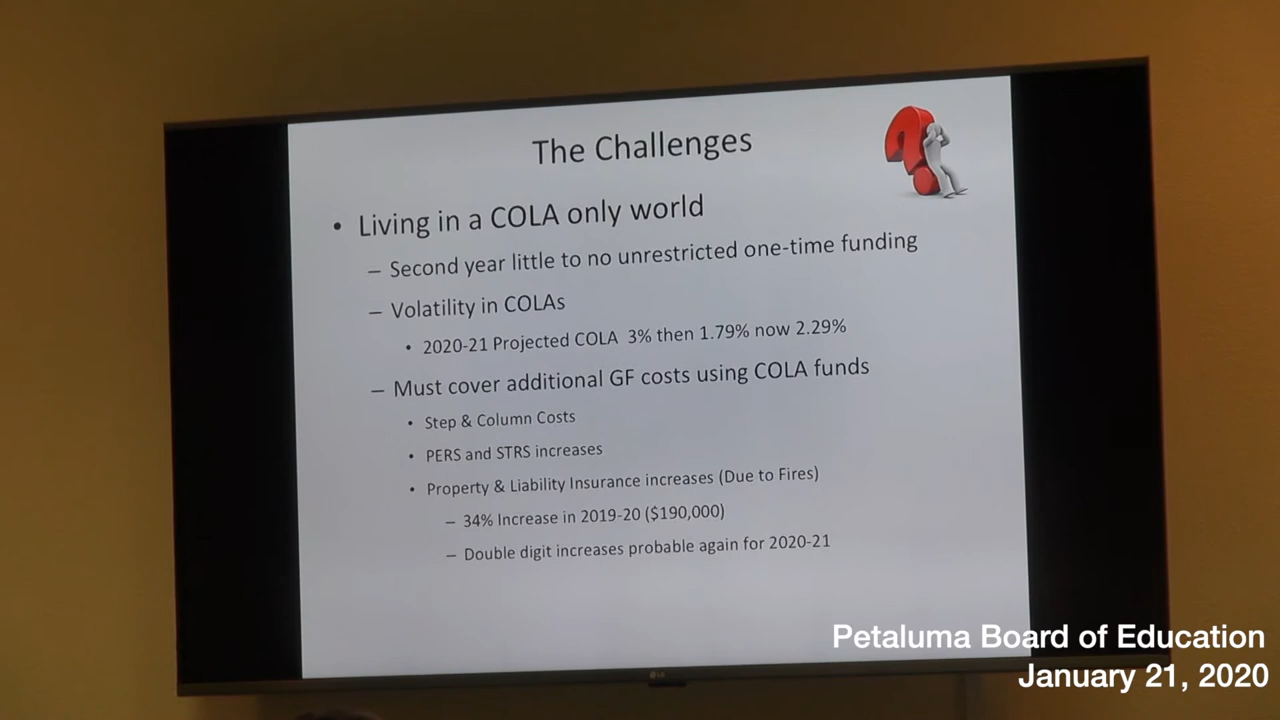 The Challenges
• Living in a COLA only world
– Second year little to no unrestricted one-time funding
– Volatility in COLAs
• 2020-21 Projected COLA 3% then 1.79% now 2.29%
– Must cover additional GF costs using COLA funds
• Step & Column Costs
• PERS and STRS increases
• Property & Liability Insurance increases (Due to Fires)
– 34% Increase in 2019-20 ($190,000)
– Double digit increases probable again for 2020-21
LG
Petaluma Board of Education
January 21, 2020